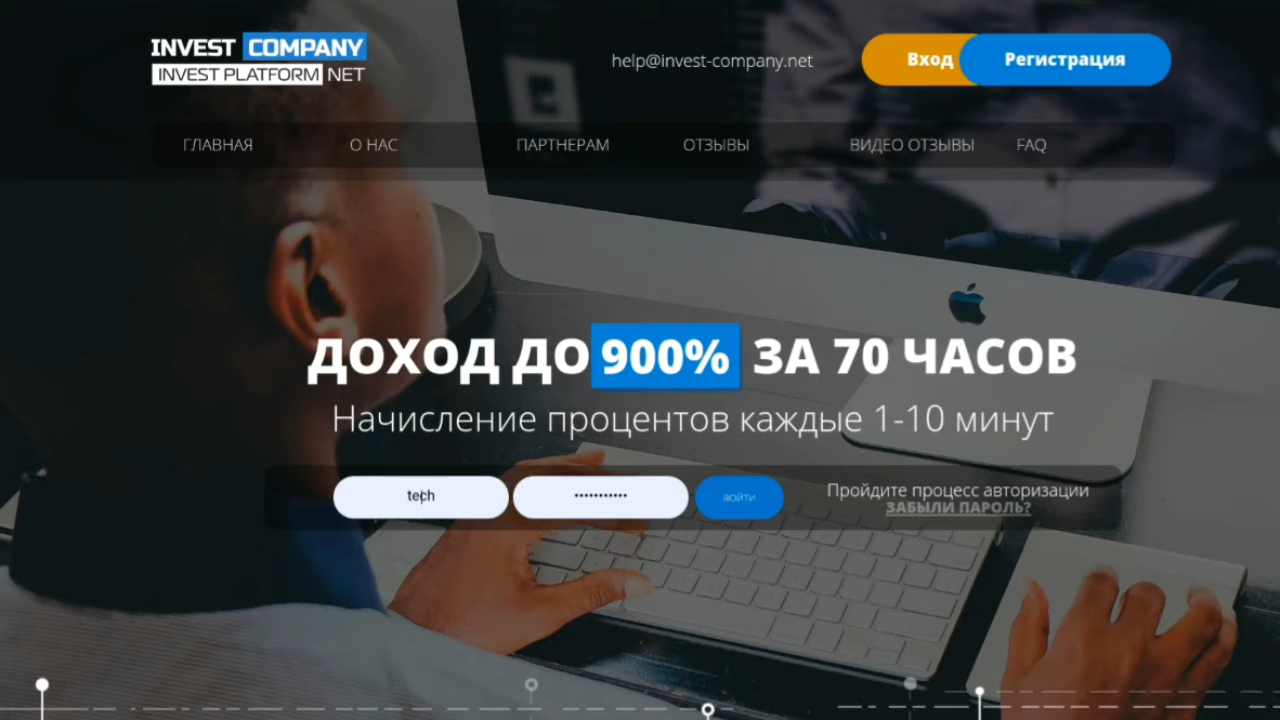 INVEST COMPANY
INVEST PLATFORM NET
help@invest-company.net
Вход
Регистрация
ГЛАВНАЯ
О НАС
ПАРТНЕРАМ
ОТЗЫВЫ
ВИДЕО ОТЗЫВЫ
FAQ
ДОХОД ДО 900% ЗА 70 ЧАСОВ
Начисление процентов каждые 1-10 минут
tech
•••••••••••
ВОЙТИ
Пройдите процесс авторизации
ЗАБЫЛИ ПАРОЛЬ?